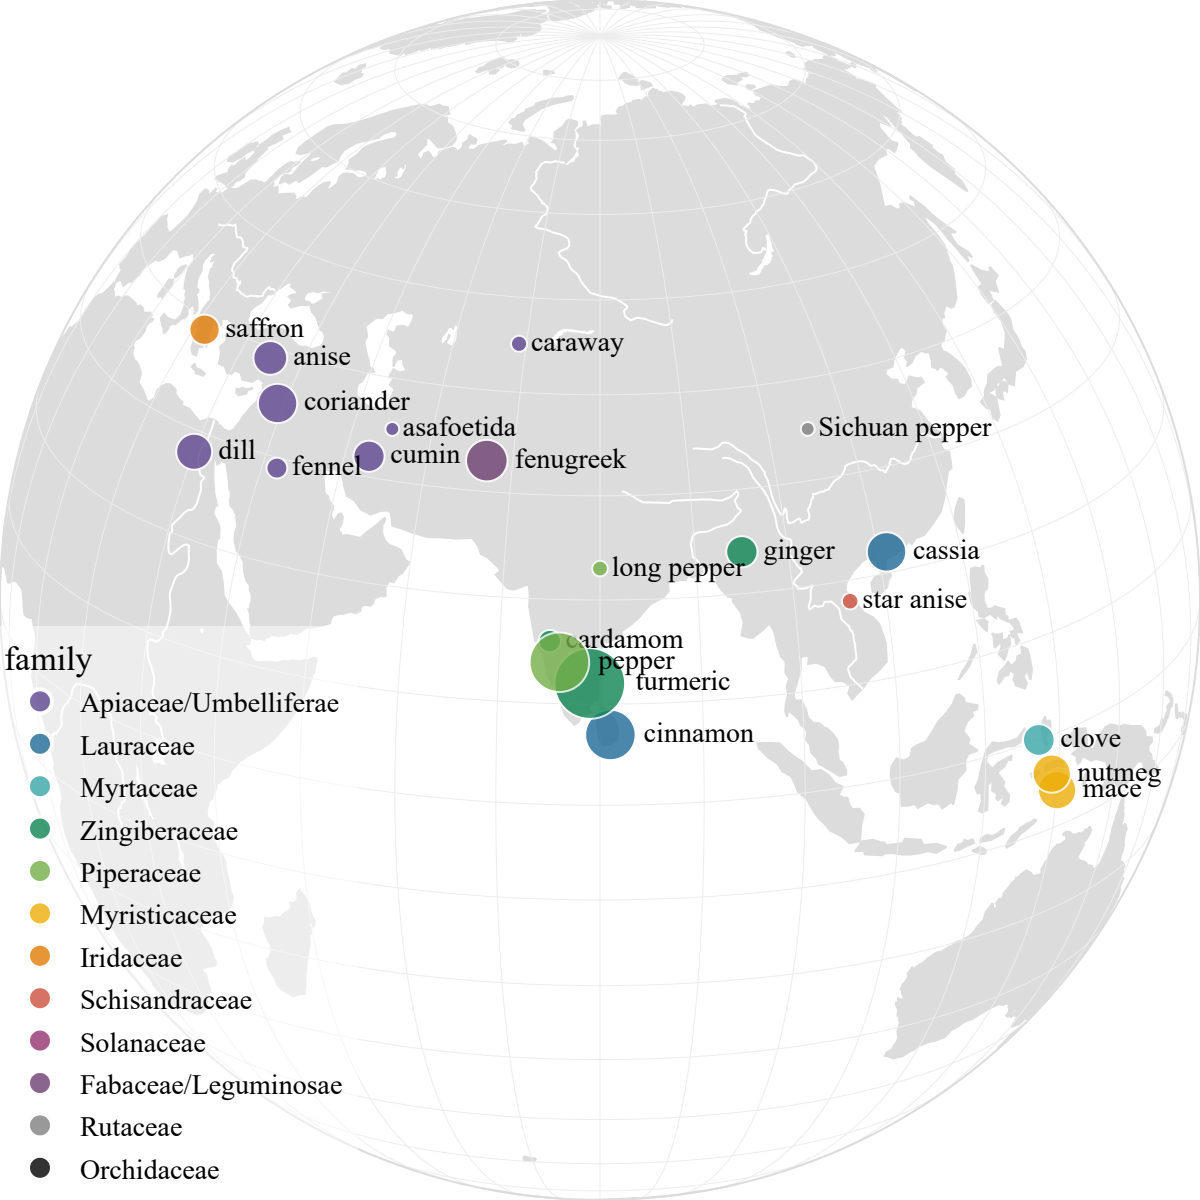 saffron
anise
caraway
coriander
asafoetida
Sichuan pepper
dill
cumin
fenugreek
fennel
ginger
cassia
long pepper
star anise
cardamom
pepper
turmeric
cinnamon
clove
nutmeg
mace
family
Apiaceae/Umbelliferae
Lauraceae
Myrtaceae
Zingiberaceae
Piperaceae
Myristicaceae
Iridaceae
Schisandraceae
Solanaceae
Fabaceae/Leguminosae
Rutaceae
Orchidaceae